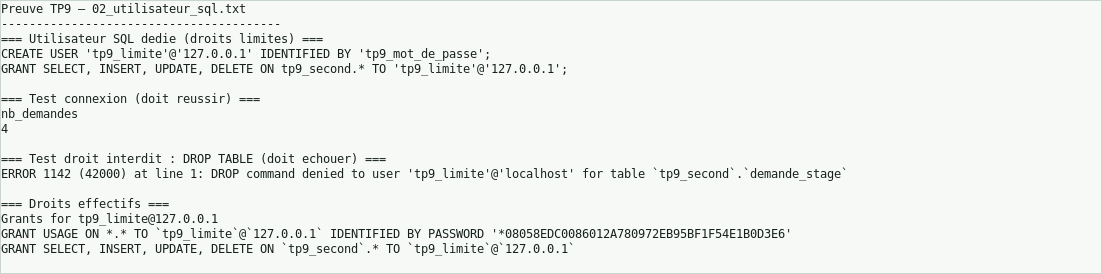 Preuve TP9 — 02_utilisateur_sql.txt
----------------------------------------
=== Utilisateur SQL dedie (droits limites) ===
CREATE USER 'tp9_limite'@'127.0.0.1' IDENTIFIED BY 'tp9_mot_de_passe';
GRANT SELECT, INSERT, UPDATE, DELETE ON tp9_second.* TO 'tp9_limite'@'127.0.0.1';
=== Test connexion (doit reussir) ===
nb_demandes
4
=== Test droit interdit : DROP TABLE (doit echouer) ===
ERROR 1142 (42000) at line 1: DROP command denied to user 'tp9_limite'@'localhost' for table `tp9_second`.`demande_stage`
=== Droits effectifs ===
Grants for tp9_limite@127.0.0.1
GRANT USAGE ON *.* TO `tp9_limite`@`127.0.0.1` IDENTIFIED BY PASSWORD '*08058EDC0086012A780972EB95BF1F54E1B0D3E6'
GRANT SELECT, INSERT, UPDATE, DELETE ON `tp9_second`.* TO `tp9_limite`@`127.0.0.1`